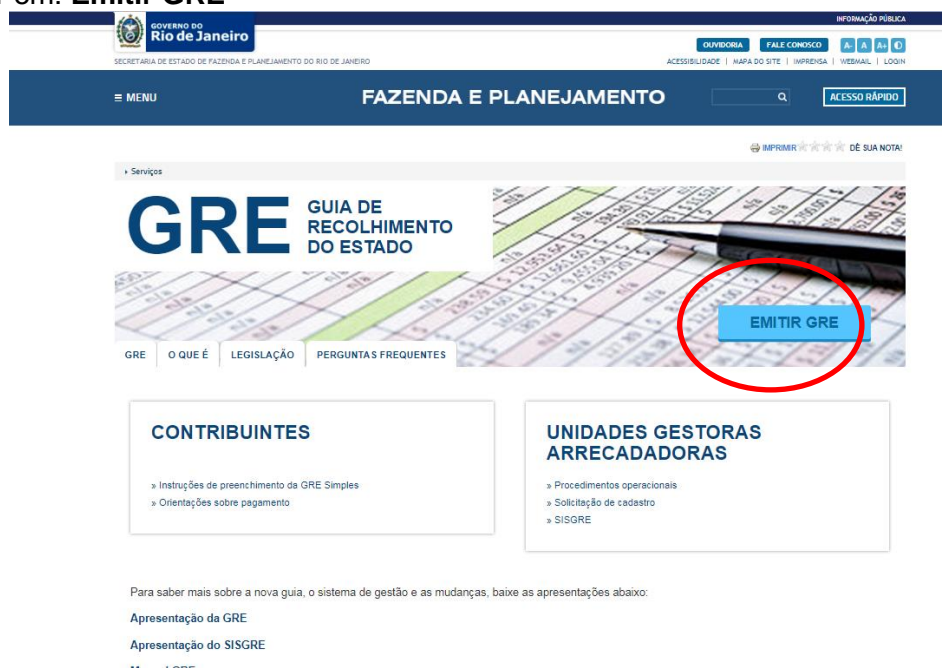 em: Emitir GRE
INFORMAÇÃO PÚBLICA
GOVERNO DO
Rio de Janeiro
OUVIDORIA FALE CONOSCO A- A A+
SECRETARIA DE ESTADO DE FAZENDA E PLANEJAMENTO DO RIO DE JANEIRO
ACESSIBILIDADE | MAPA DO SITE | IMPRENSA | WEBMAIL | LOGIN
≡ MENU FAZENDA E PLANEJAMENTO ACESSO RÁPIDO
IMPRIMIR DÊ SUA NOTA!
› Serviços
GRE
GUIA DE
RECOLHIMENTO
DO ESTADO
EMITIR GRE
GRE O QUE É LEGISLAÇÃO PERGUNTAS FREQUENTES
CONTRIBUINTES
» Instruções de preenchimento da GRE Simples
» Orientações sobre pagamento
UNIDADES GESTORAS
ARRECADADORAS
» Procedimentos operacionais
» Solicitação de cadastro
» SISGRE
Para saber mais sobre a nova guia, o sistema de gestão e as mudanças, baixe as apresentações abaixo:
Apresentação da GRE
Apresentação do SISGRE